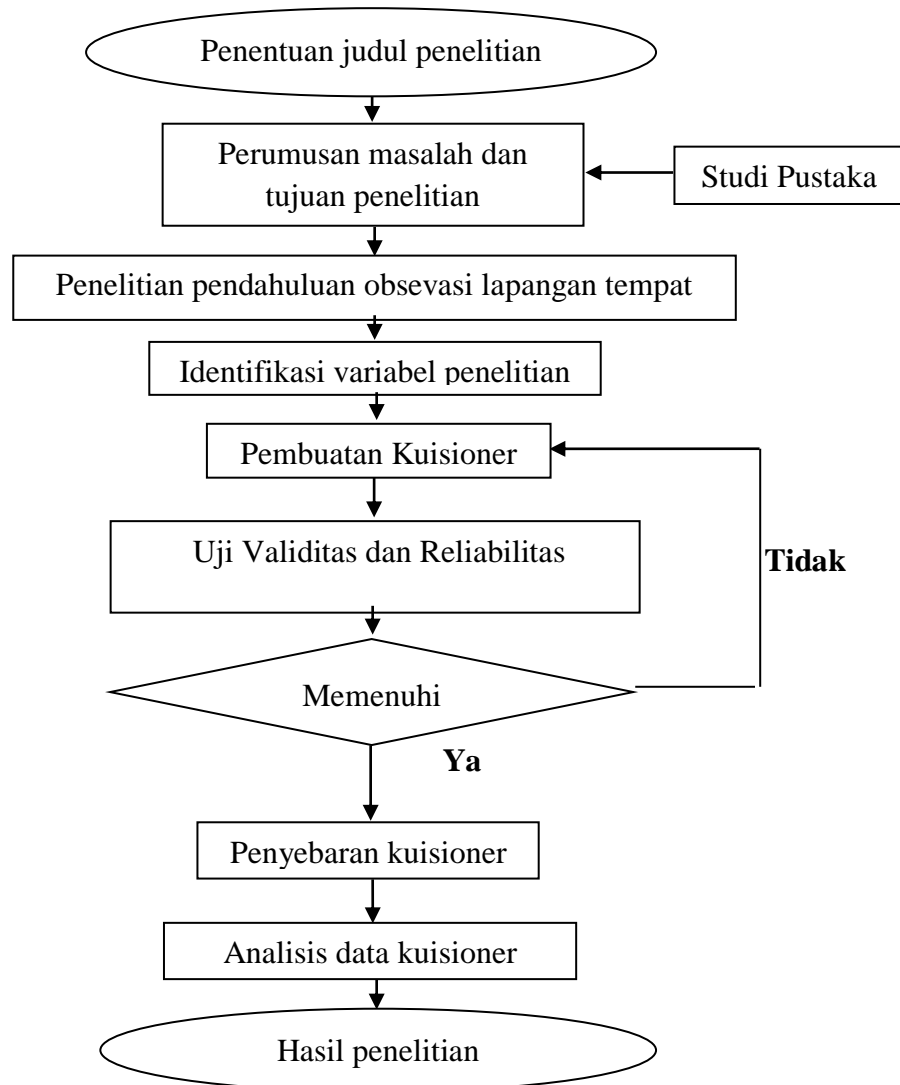 Penentuan judul penelitian
Perumusan masalah dan
tujuan penelitian
Studi Pustaka
Penelitian pendahuluan obsevasi lapangan tempat
Identifikasi variabel penelitian
Pembuatan Kuisioner
Uji Validitas dan Reliabilitas
Tidak
Memenuhi
Ya
Penyebaran kuisioner
Analisis data kuisioner
Hasil penelitian